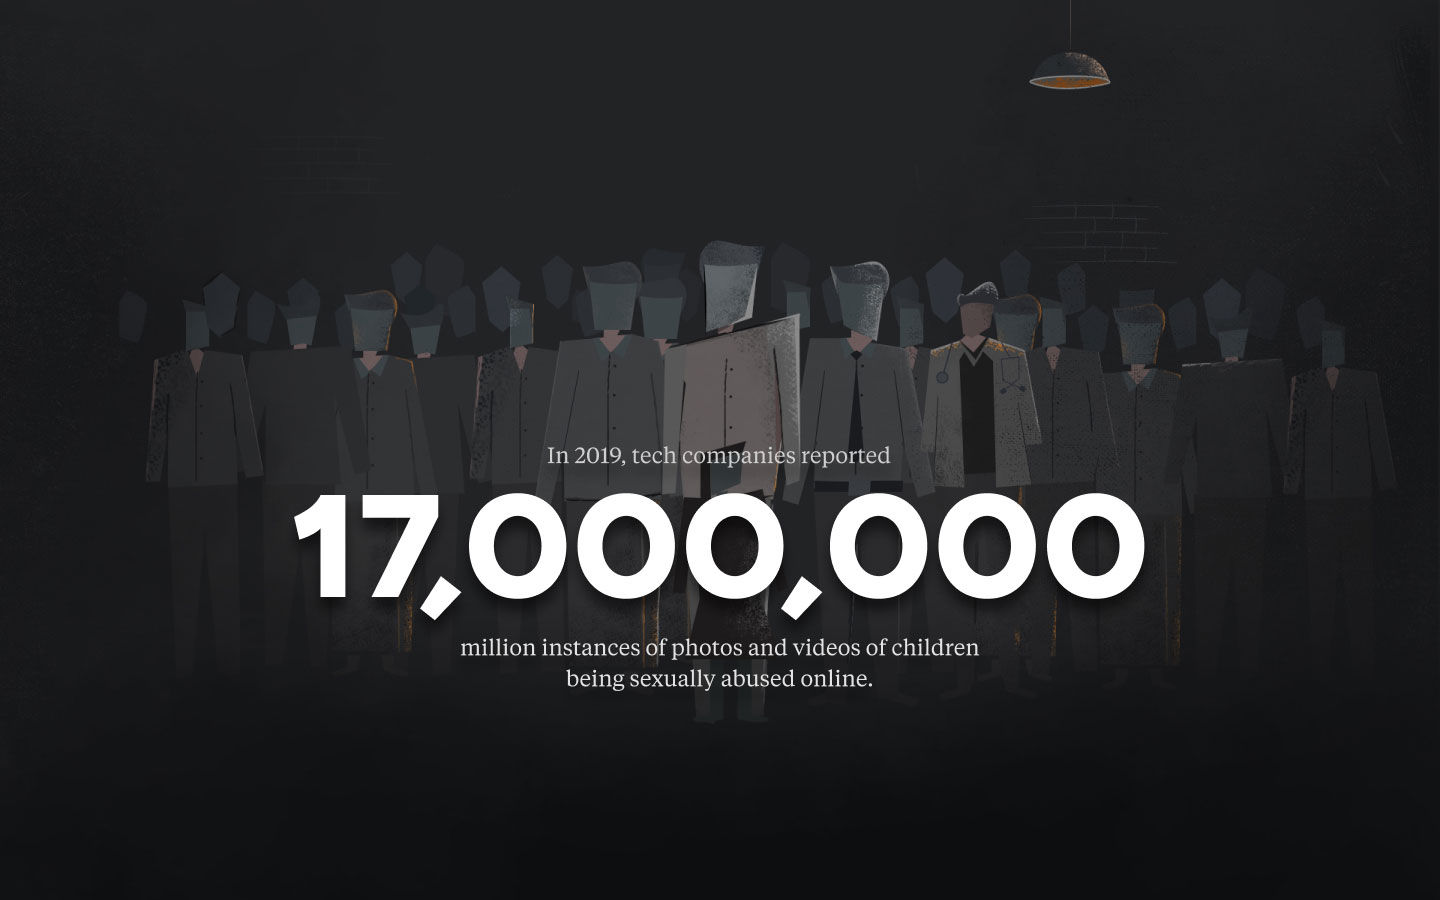 In 2019, tech companies reported
17,000,000
million instances of photos and videos of children
being sexually abused online.